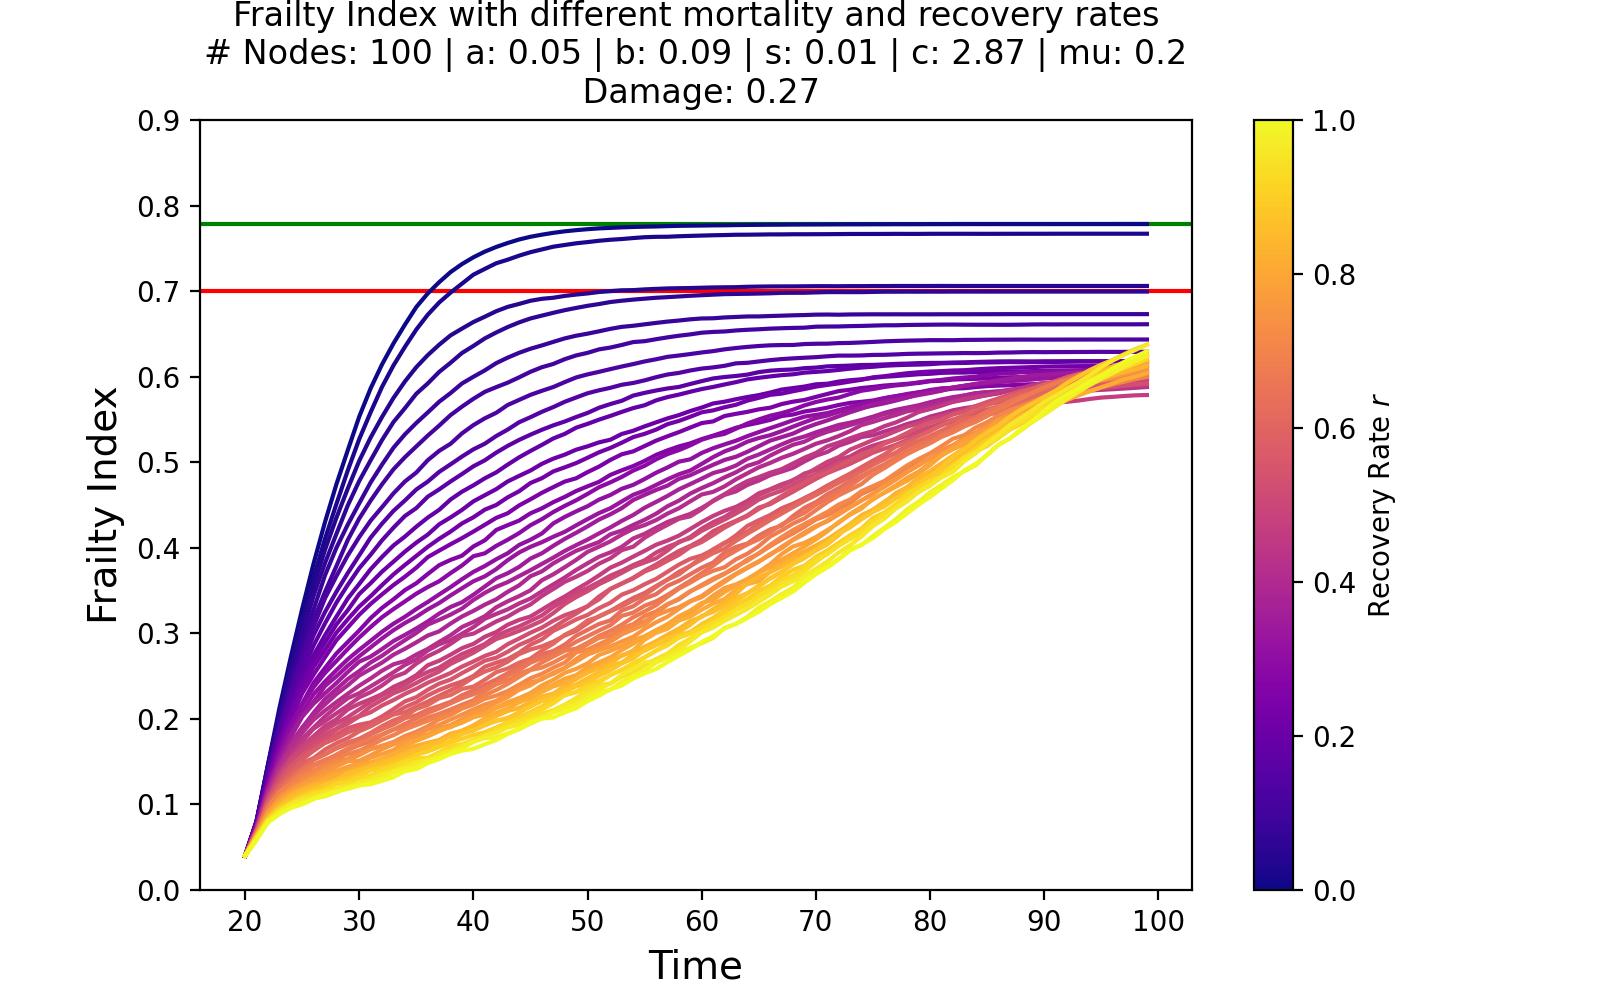 Frailty Index with different mortality and recovery rates
# Nodes: 100 | a: 0.05 | b: 0.09 | s: 0.01 | c: 2.87 | mu: 0.2
Damage: 0.27
0.9
0.8
0.7
0.6
0.5
0.4
0.3
0.2
0.1
0.0
Frailty Index
20 30 40 50 60 70 80 90 100
Time
1.0
0.8
0.6
0.4
0.2
0.0
Recovery Rate r